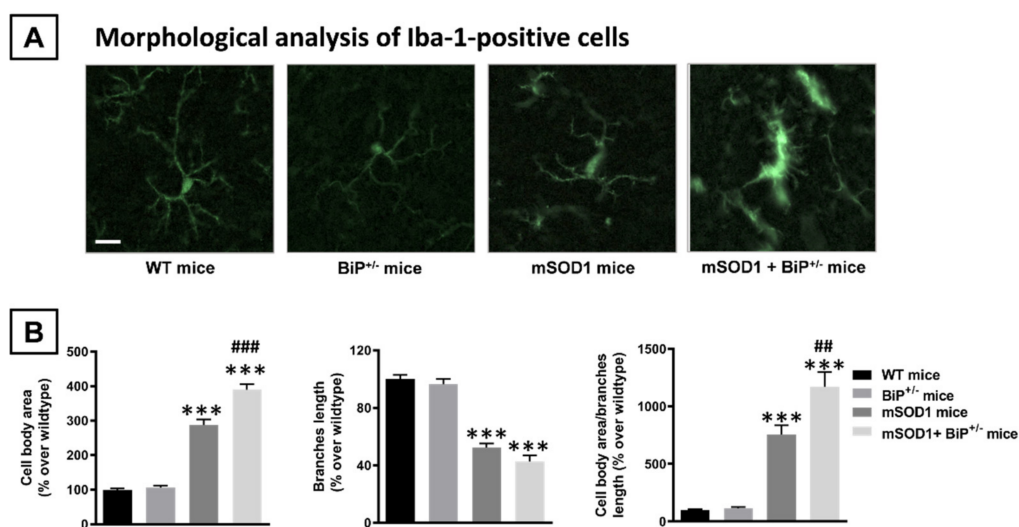 A
Morphological analysis of Iba-1-positive cells
WT mice
BiP+/- mice
mSOD1 mice
mSOD1 + BiP+/- mice
B
Cell body area
(% over wildtype)
500
400
300
200
100
0
***
###
***
Branches length
(% over wildtype)
120
80
40
0
***
***
Cell body area/branches
length (% over wildtype)
1500
1000
500
0
***
##
***
WT mice
BiP+/- mice
mSOD1 mice
mSOD1+ BiP+/- mice